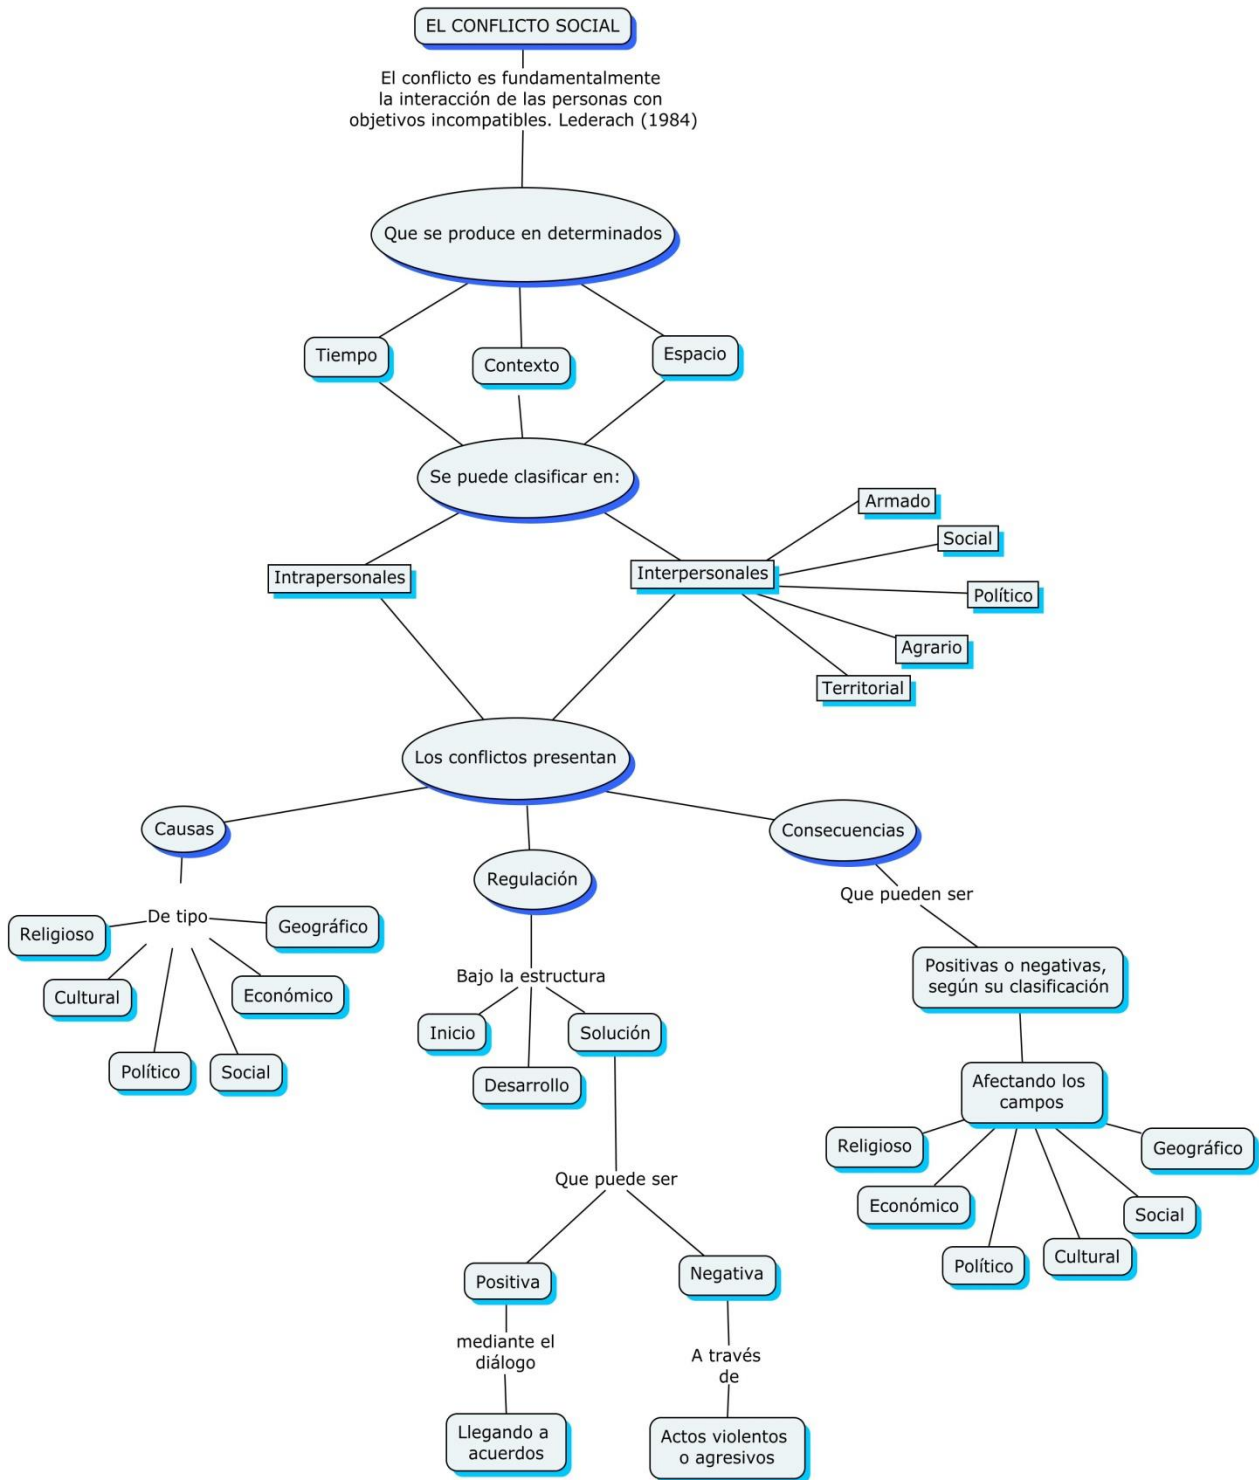 EL CONFLICTO SOCIAL
El conflicto es fundamentalmente
la interacción de las personas con
objetivos incompatibles. Lederach (1984)
Que se produce en determinados
Tiempo
Contexto
Espacio
Se puede clasificar en:
Intrapersonales
Interpersonales
Armado
Social
Político
Agrario
Territorial
Los conflictos presentan
Causas
De tipo
Religioso
Cultural
Político
Social
Económico
Geográfico
Regulación
Bajo la estructura
Inicio
Desarrollo
Solución
Que puede ser
Positiva
mediante el
diálogo
Llegando a
acuerdos
Negativa
A través
de
Actos violentos
o agresivos
Consecuencias
Que pueden ser
Positivas o negativas,
según su clasificación
Afectando los
campos
Religioso
Económico
Político
Cultural
Social
Geográfico